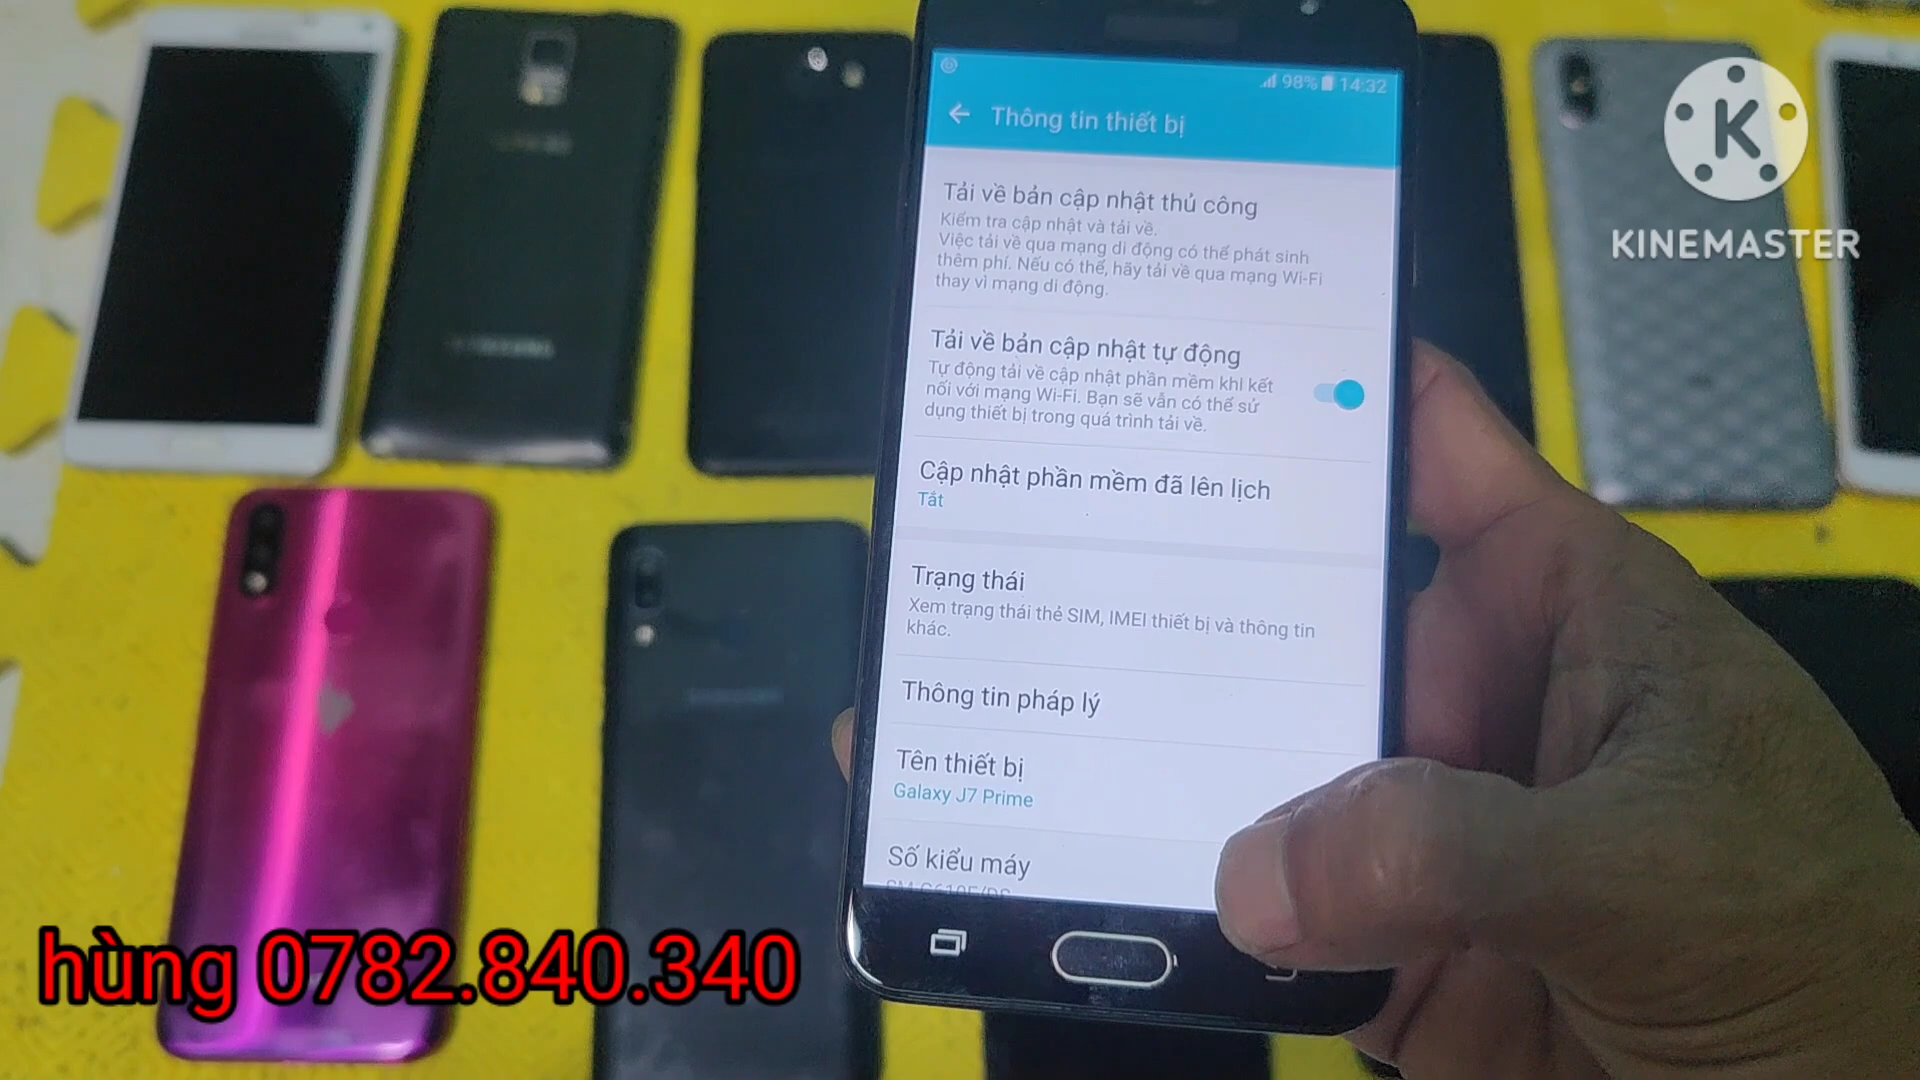 98% 14:32
Thông tin thiết bị
Tải về bản cập nhật thủ công
Kiểm tra cập nhật và tải về.
Việc tải về qua mạng di động có thể phát sinh
thêm phí. Nếu có thể, hãy tải về qua mạng Wi-Fi
thay vì mạng di động.
Tải về bản cập nhật tự động
Tự động tải về cập nhật phần mềm khi kết
nối với mạng Wi-Fi. Bạn sẽ vẫn có thể sử
dụng thiết bị trong quá trình tải về.
Cập nhật phần mềm đã lên lịch
Tắt
Trạng thái
Xem trạng thái thẻ SIM, IMEI thiết bị và thông tin
khác.
Thông tin pháp lý
Tên thiết bị
Galaxy J7 Prime
Số kiểu máy
K
KINEMASTER
hùng 0782.840.340